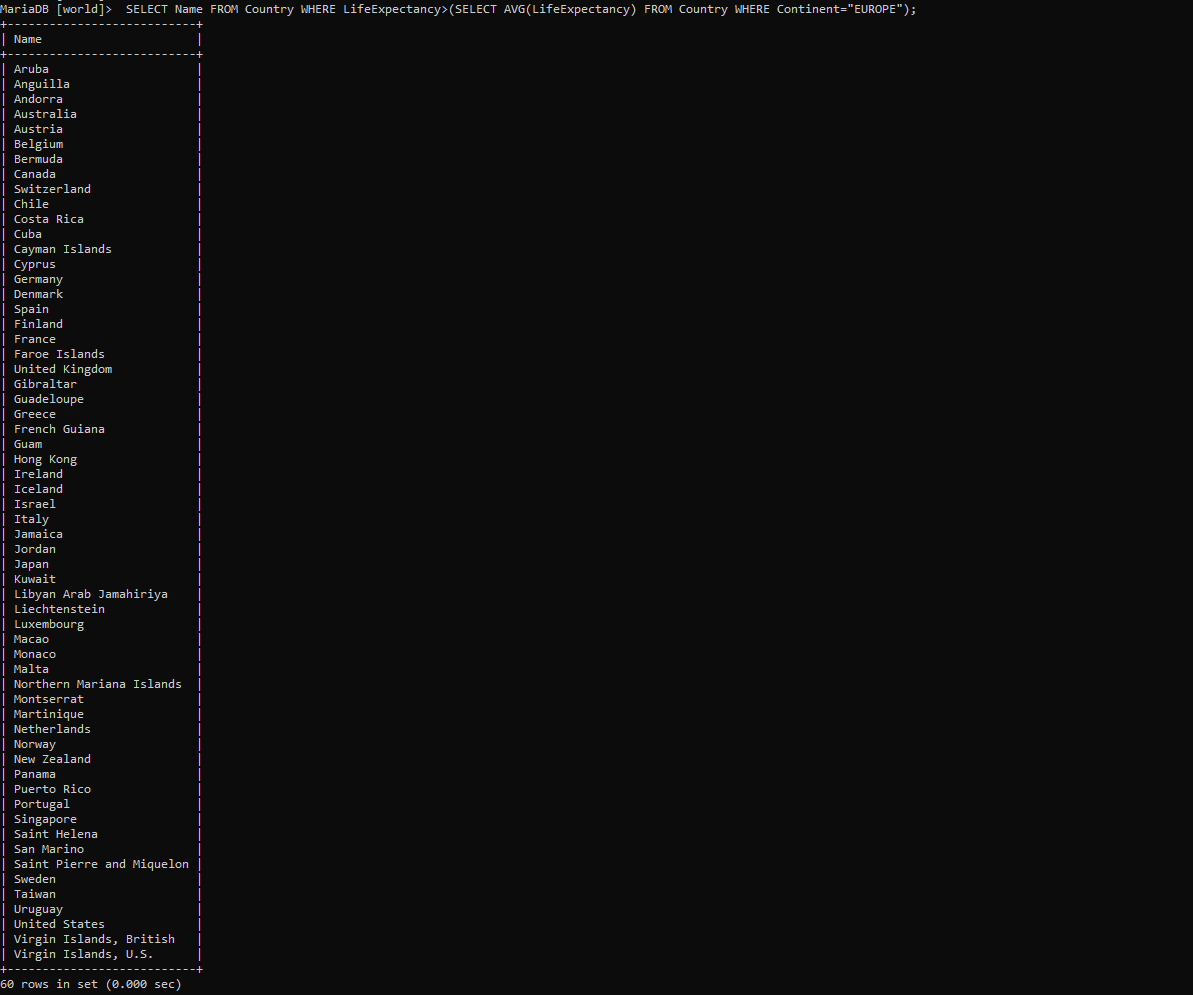 MariaDB [world]>  SELECT Name FROM Country WHERE LifeExpectancy>(SELECT AVG(LifeExpectancy) FROM Country WHERE Continent="EUROPE");
+---------------------------+
| Name                      |
+---------------------------+
| Aruba                     |
| Anguilla                  |
| Andorra                   |
| Australia                 |
| Austria                   |
| Belgium                   |
| Bermuda                   |
| Canada                    |
| Switzerland               |
| Chile                     |
| Costa Rica                |
| Cuba                      |
| Cayman Islands            |
| Cyprus                    |
| Germany                   |
| Denmark                   |
| Spain                     |
| Finland                   |
| France                    |
| Faroe Islands             |
| United Kingdom            |
| Gibraltar                 |
| Guadeloupe                |
| Greece                    |
| French Guiana             |
| Guam                      |
| Hong Kong                 |
| Ireland                   |
| Iceland                   |
| Israel                    |
| Italy                     |
| Jamaica                   |
| Jordan                    |
| Japan                     |
| Kuwait                    |
| Libyan Arab Jamahiriya    |
| Liechtenstein             |
| Luxembourg                |
| Macao                     |
| Monaco                    |
| Malta                     |
| Northern Mariana Islands  |
| Montserrat                |
| Martinique                |
| Netherlands               |
| Norway                    |
| New Zealand               |
| Panama                    |
| Puerto Rico               |
| Portugal                  |
| Singapore                 |
| Saint Helena              |
| San Marino                |
| Saint Pierre and Miquelon |
| Sweden                    |
| Taiwan                    |
| Uruguay                   |
| United States             |
| Virgin Islands, British   |
| Virgin Islands, U.S.      |
+---------------------------+
60 rows in set (0.000 sec)